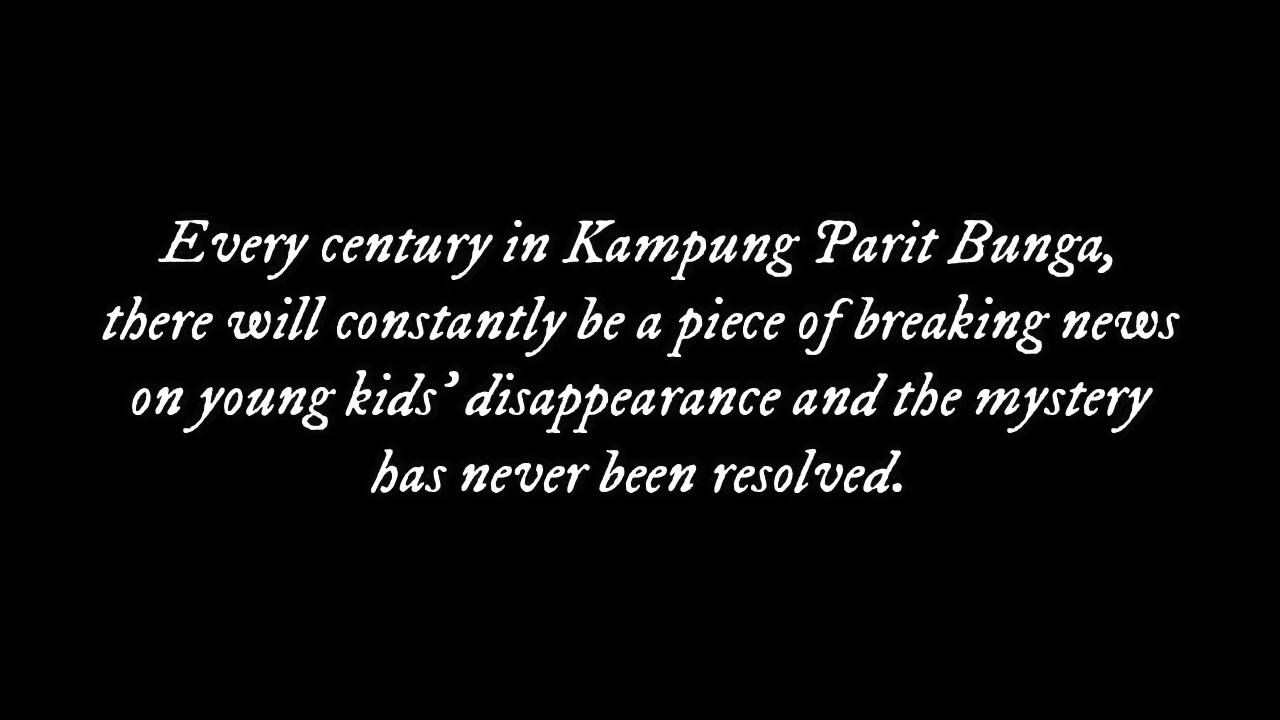 Every century in Kampung Parit Bunga,
there will constantly be a piece of breaking news
on young kids’ disappearance and the mystery
has never been resolved.